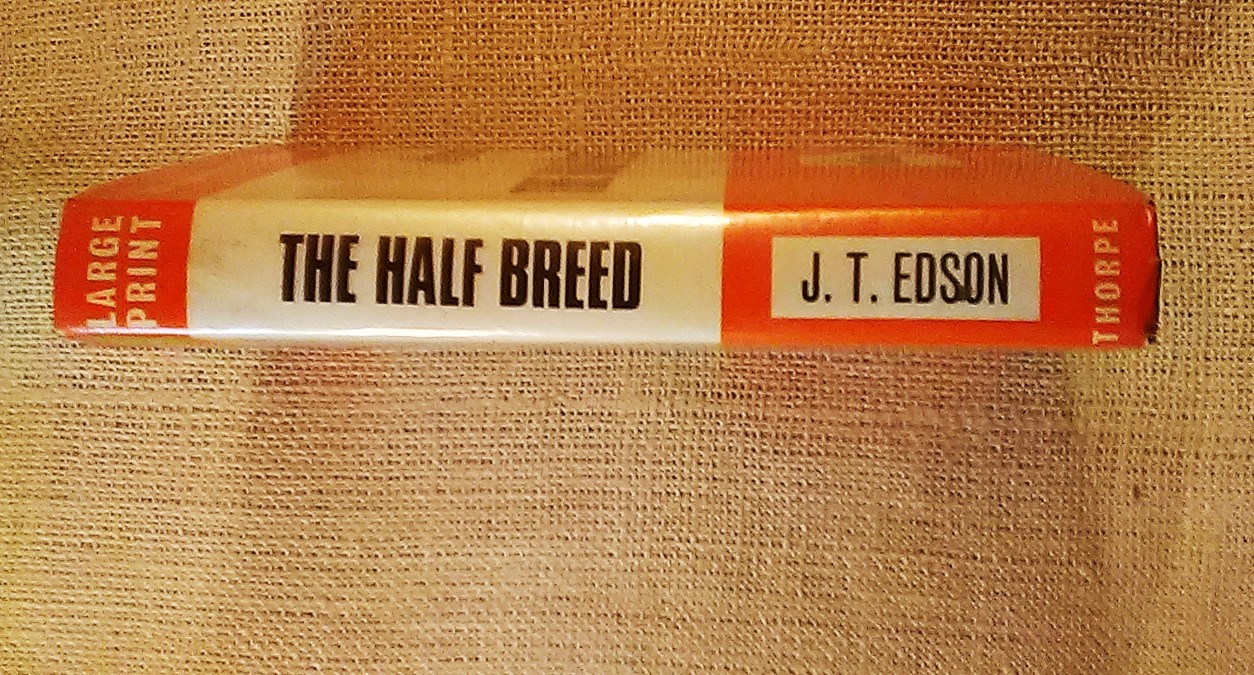 LARGE
PRINT
THE HALF BREED
J. T. EDSON
THORPE